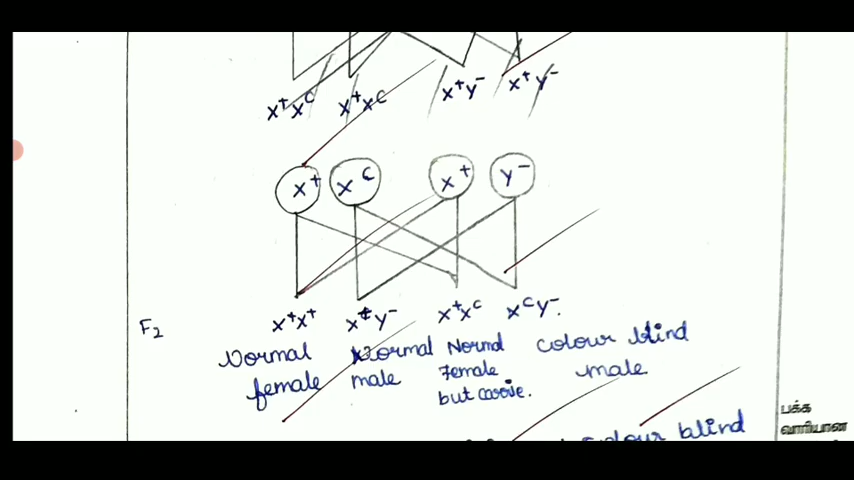 X⁺Xᶜ X⁺Xᶜ X⁺Y⁻ X⁺Y⁻
X⁺ Xᶜ X⁺ Y⁻
F₂ X⁺X⁺ X⁺Y⁻ X⁺Xᶜ XᶜY⁻.
Normal Normal Normal Colour blind
female male Female male
but carrie.
Colour blind
பக்க
வாரியான